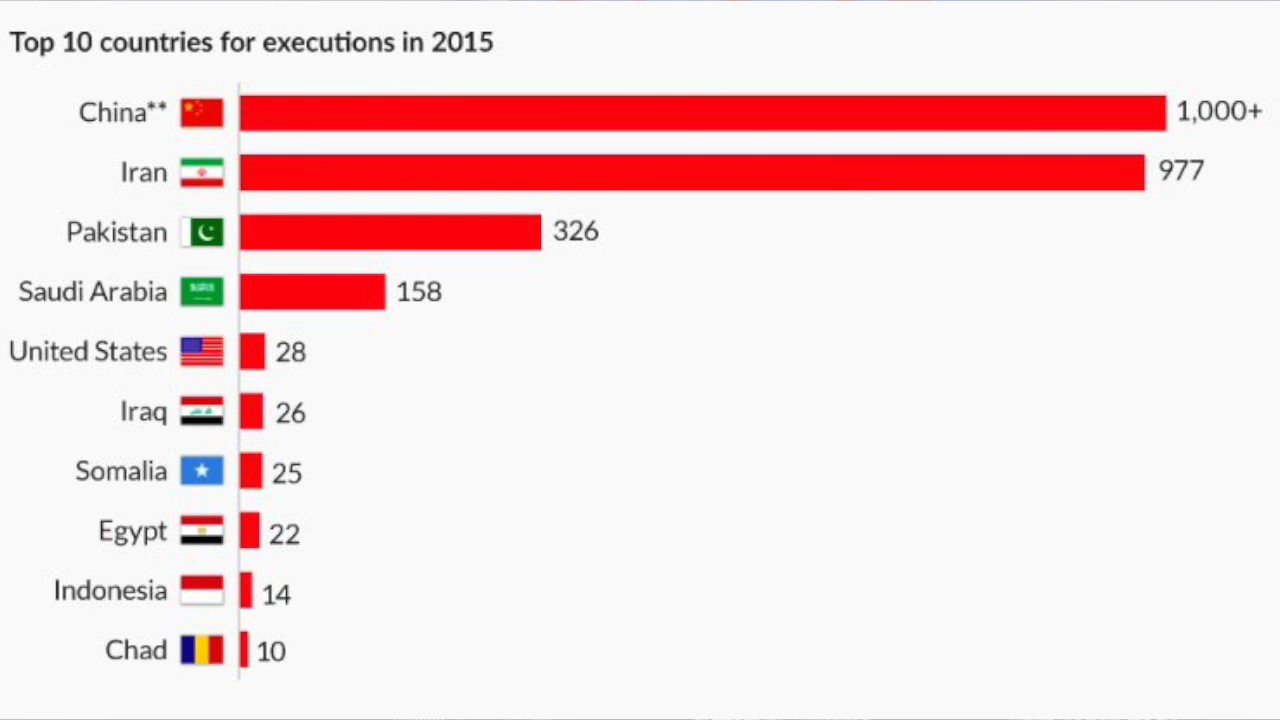 Top 10 countries for executions in 2015
China** 1,000+
Iran 977
Pakistan 326
Saudi Arabia 158
United States 28
Iraq 26
Somalia 25
Egypt 22
Indonesia 14
Chad 10